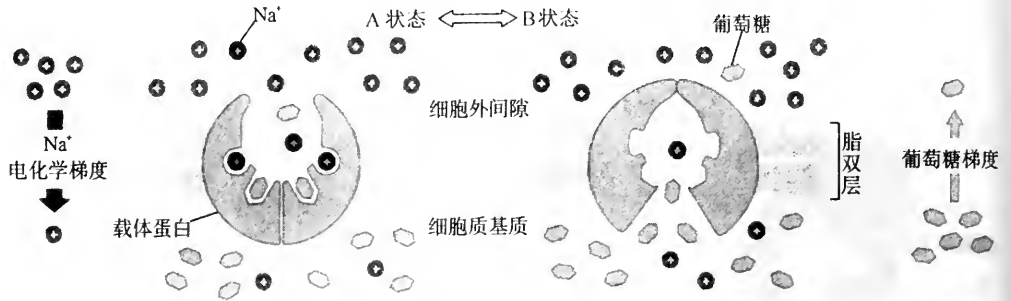 Na⁺
A 状态
B 状态
葡萄糖
细胞外间隙
Na⁺
电化学梯度
脂双层
葡萄糖梯度
载体蛋白
细胞质基质